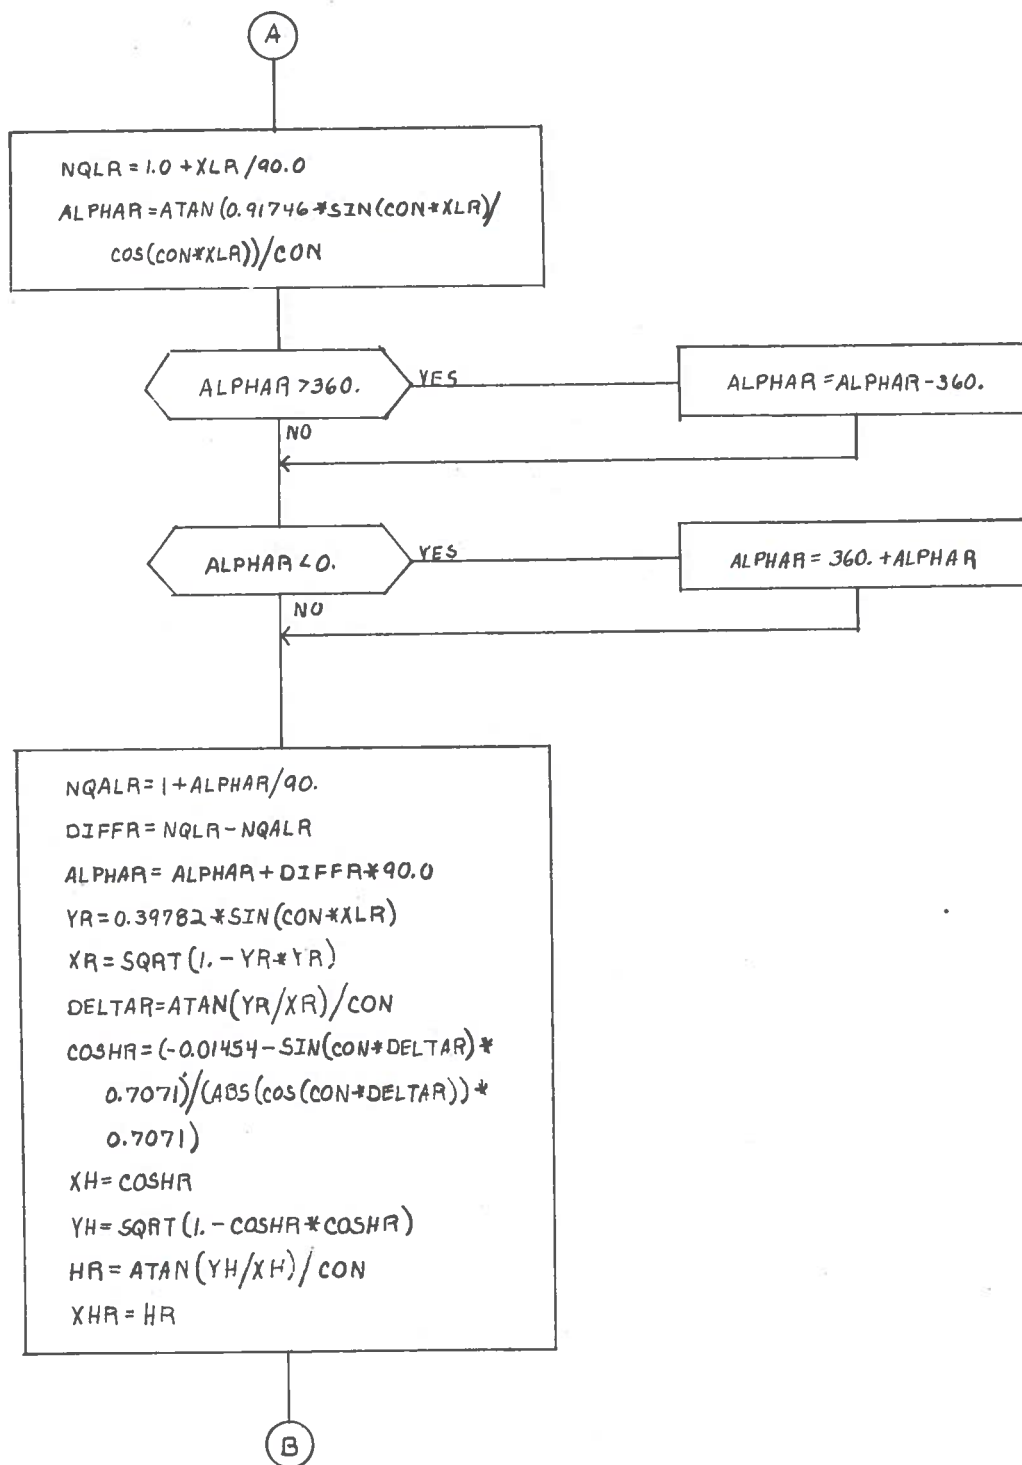 A
NQLR = 1.0 + XLR / 90.0
ALPHAR = ATAN (0.91746 * SIN (CON * XLR) /
COS (CON * XLR)) / CON
ALPHAR > 360.
YES
ALPHAR = ALPHAR - 360.
NO
ALPHAR < 0.
YES
ALPHAR = 360. + ALPHAR
NO
NQALR = 1 + ALPHAR / 90.
DIFFR = NQLR - NQALR
ALPHAR = ALPHAR + DIFFR * 90.0
YR = 0.39782 * SIN (CON * XLR)
XR = SQRT (1. - YR * YR)
DELTAR = ATAN (YR / XR) / CON
COSHR = (-0.01454 - SIN (CON * DELTAR) *
0.7071) / (ABS (COS (CON * DELTAR)) *
0.7071)
XH = COSHR
YH = SQRT (1. - COSHR * COSHR)
HR = ATAN (YH / XH) / CON
XHR = HR
B